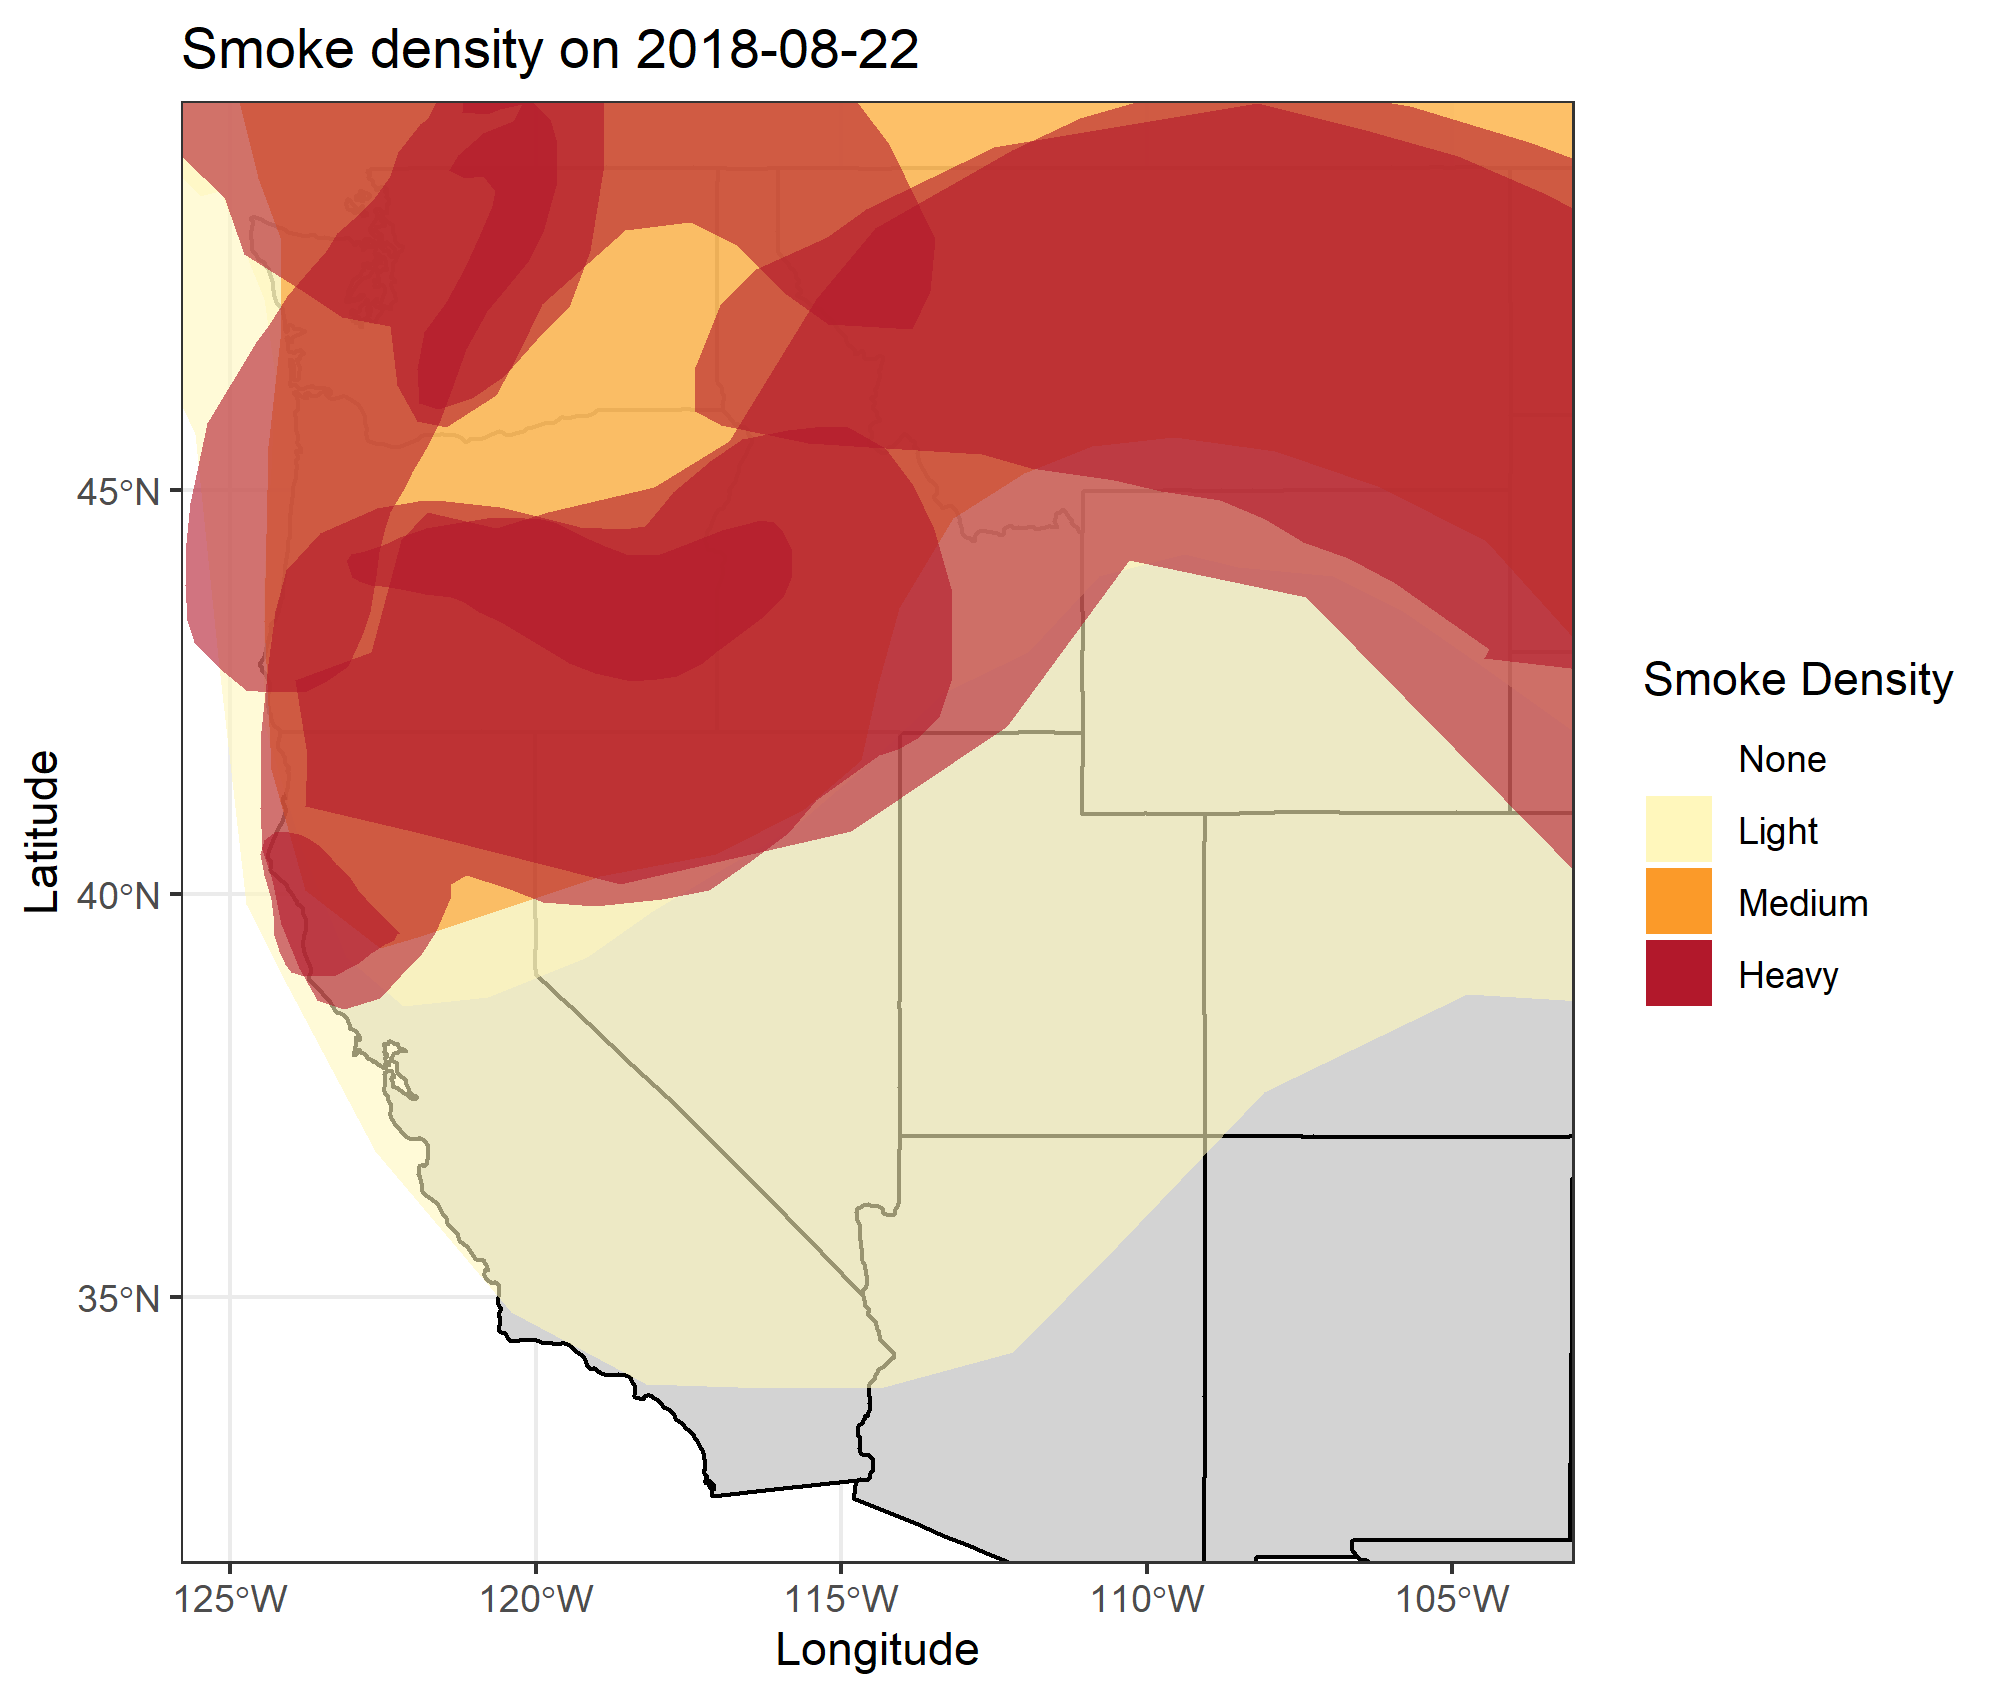 Smoke density on 2018-08-22
45°N
40°N
35°N
Latitude
125°W
120°W
115°W
110°W
105°W
Longitude
Smoke Density
None
Light
Medium
Heavy